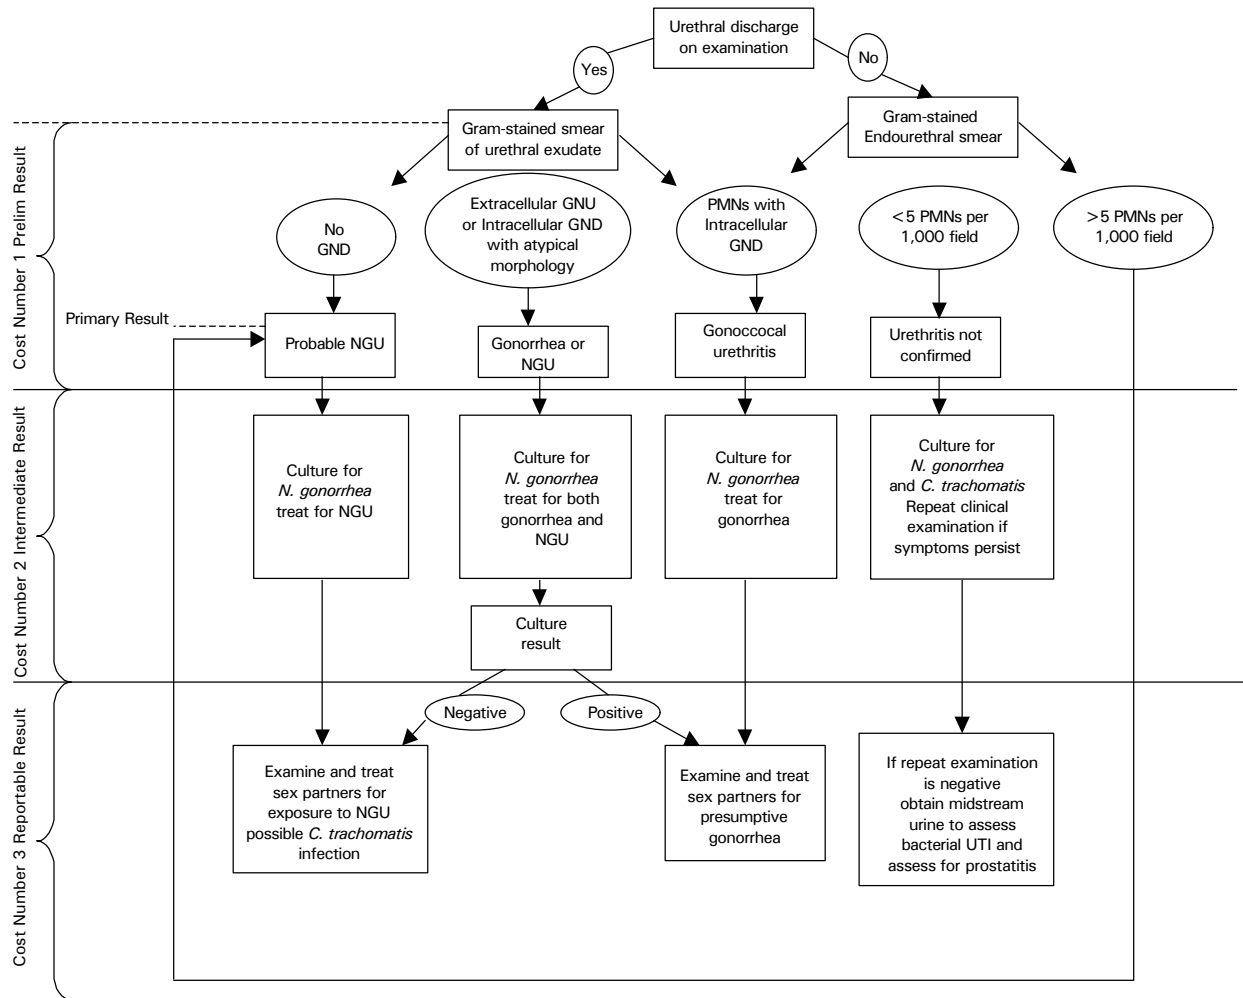 Urethral discharge
on examination
Yes
No
Gram-stained smear
of urethral exudate
Gram-stained
Endourethral smear
Cost Number 1 Prelim Result
No
GND
Extracellular GNU
or Intracellular GND
with atypical
morphology
PMNs with
Intracellular
GND
<5 PMNs per
1,000 field
>5 PMNs per
1,000 field
Primary Result
Probable NGU
Gonorrhea or
NGU
Gonoccocal
urethritis
Urethritis not
confirmed
Cost Number 2 Intermediate Result
Culture for
N. gonorrhea
treat for NGU
Culture for
N. gonorrhea
treat for both
gonorrhea and
NGU
Culture for
N. gonorrhea
treat for
gonorrhea
Culture for
N. gonorrhea
and C. trachomatis
Repeat clinical
examination if
symptoms persist
Culture
result
Cost Number 3 Reportable Result
Negative
Positive
Examine and treat
sex partners for
exposure to NGU
possible C. trachomatis
infection
Examine and treat
sex partners for
presumptive
gonorrhea
If repeat examination
is negative
obtain midstream
urine to assess
bacterial UTI and
assess for prostatitis